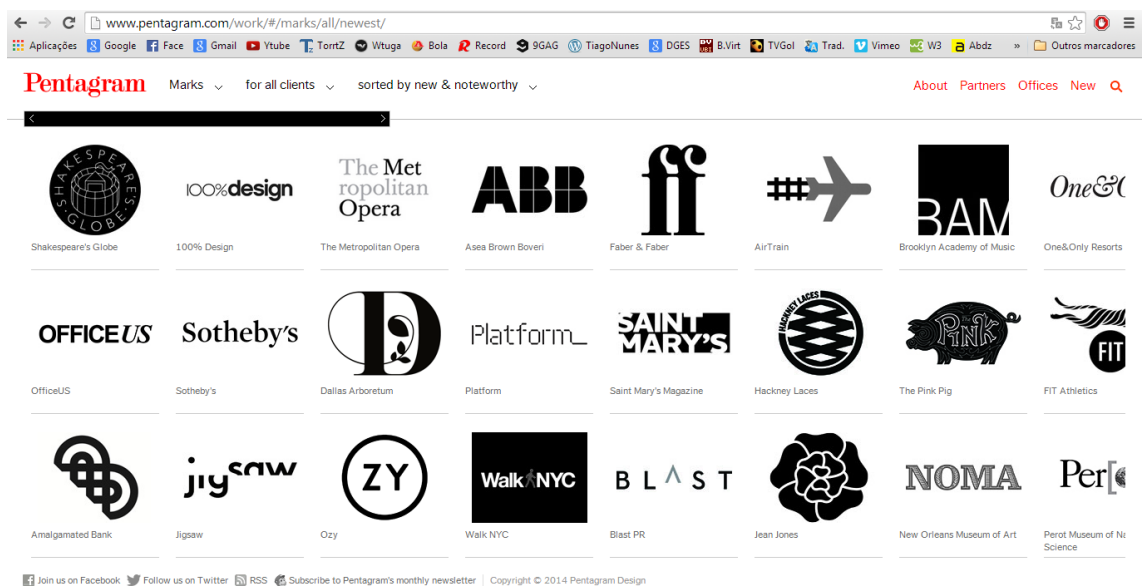 www.pentagram.com/work/#/marks/all/newest/
Aplicações Google Face Gmail Ytube TorrtZ Wtuga Bola Record 9GAG TiagoNunes DGES B.Virt TVGol Trad. Vimeo W3 Abdz » Outros marcadores
Pentagram Marks for all clients sorted by new & noteworthy About Partners Offices New
SHAKESPEARE'S GLOBE 100%design The Metropolitan Opera ABB ff BAM One&O
Shakespeare's Globe 100% Design The Metropolitan Opera Asea Brown Boveri Faber & Faber AirTrain Brooklyn Academy of Music One&Only Resorts
OFFICEUS Sotheby's D Platform SAINT MARY'S HACKNEY LACES PINK FIT
OfficeUS Sotheby's Dallas Arboretum Platform Saint Mary's Magazine Hackney Laces The Pink Pig FIT Athletics
jigsaw ZY Walk NYC BLAST NOMA Per
Amalgamated Bank Jigsaw Ozy Walk NYC Blast PR Jean Jones New Orleans Museum of Art Perot Museum of Na
Science
Join us on Facebook Follow us on Twitter RSS Subscribe to Pentagram's monthly newsletter Copyright © 2014 Pentagram Design